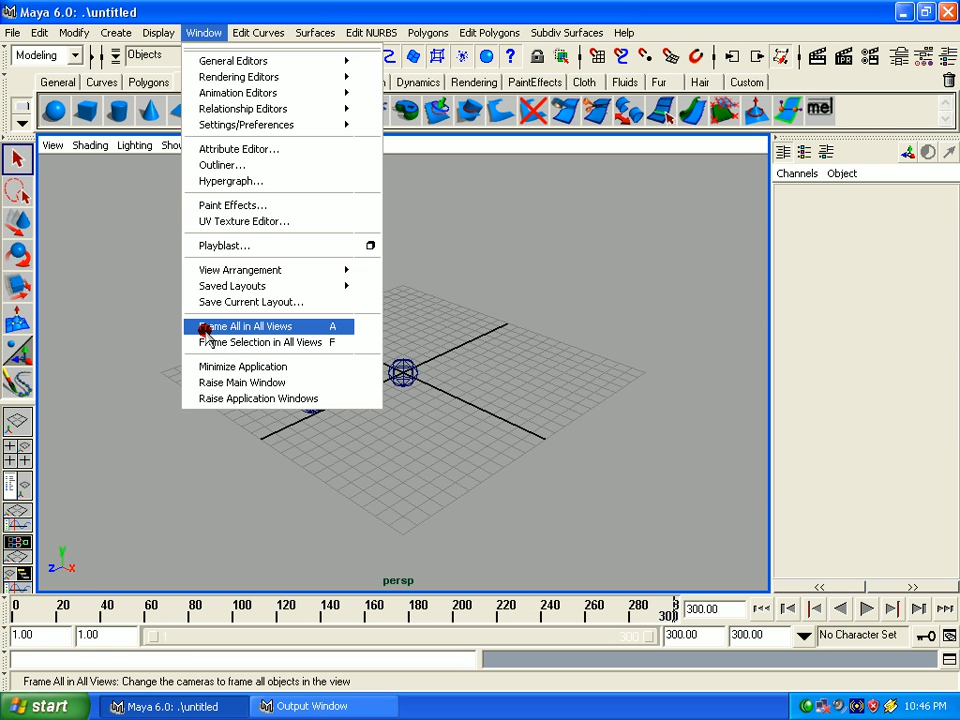 Maya 6.0: .\untitled
File Edit Modify Create Display Window Edit Curves Surfaces Edit NURBS Polygons Edit Polygons Subdiv Surfaces Help
Modeling Objects
General Curves Polygons Dynamics Rendering PaintEffects Cloth Fluids Fur Hair Custom
mel
View Shading Lighting
Channels Object
General Editors
Rendering Editors
Animation Editors
Relationship Editors
Settings/Preferences
Attribute Editor...
Outliner...
Hypergraph...
Paint Effects...
UV Texture Editor...
Playblast...
View Arrangement
Saved Layouts
Save Current Layout...
Frame All in All Views A
Frame Selection in All Views F
Minimize Application
Raise Main Window
Raise Application Windows
y
z x
persp
<< >>
0 20 40 60 80 100 120 140 160 180 200 220 240 260 280 300.00
1.00 1.00 1 300 300.00 300.00 No Character Set
Frame All in All Views: Change the cameras to frame all objects in the view
start Maya 6.0: .\untitled Output Window 10:46 PM